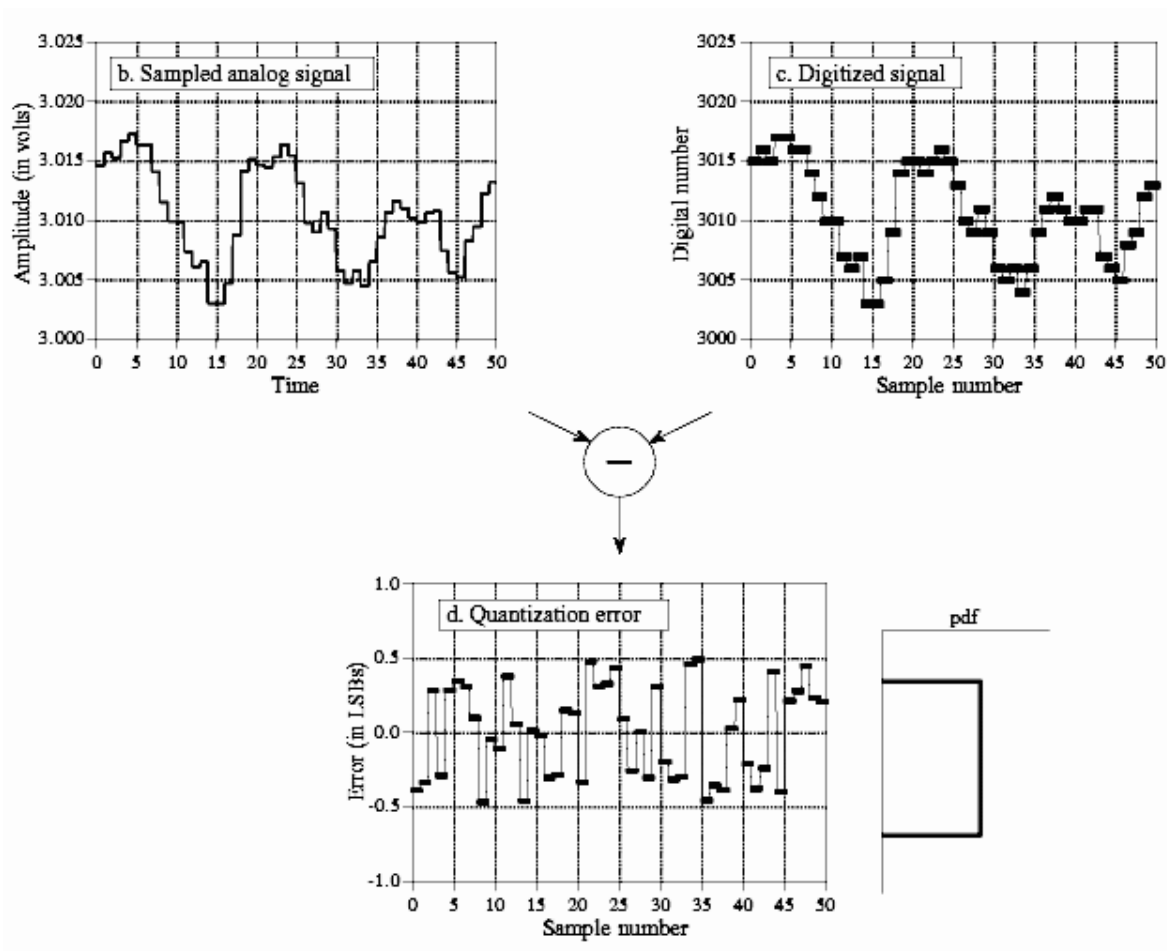 3.025
3.020
3.015
3.010
3.005
3.000
Amplitude (in volts)
b. Sampled analog signal
0 5 10 15 20 25 30 35 40 45 50
Time
3025
3020
3015
3010
3005
3000
Digital number
c. Digitized signal
0 5 10 15 20 25 30 35 40 45 50
Sample number
1.0
0.5
0.0
-0.5
-1.0
Error (in LSBs)
d. Quantization error
0 5 10 15 20 25 30 35 40 45 50
Sample number
pdf